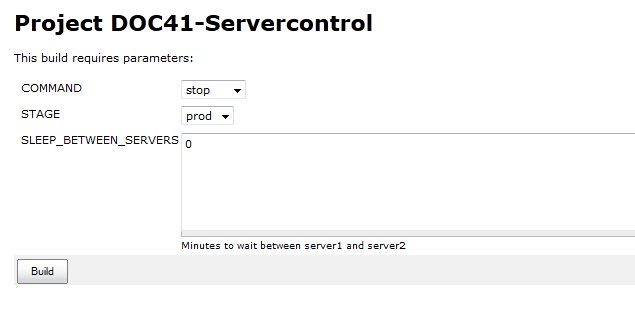 Project DOC41-Servercontrol
This build requires parameters:
COMMAND stop
STAGE prod
SLEEP_BETWEEN_SERVERS 0
Minutes to wait between server1 and server2
Build